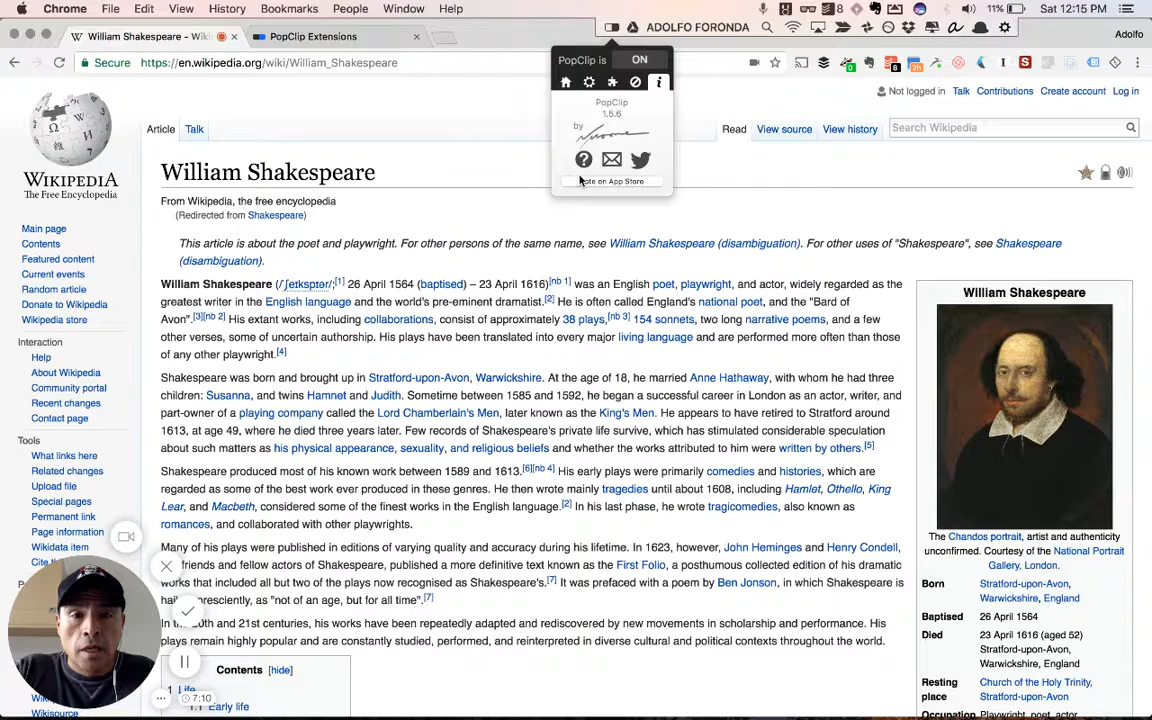 Chrome File Edit View History Bookmarks People Window Help 8 11% Sat 12:15 PM
William Shakespeare - Wiki PopClip Extensions ADOLFO FORONDA Adolfo
Secure https://en.wikipedia.org/wiki/William_Shakespeare
PopClip is ON
PopClip
1.5.6
by
Rate on App Store
Not logged in Talk Contributions Create account Log in
Article Talk Read View source View history Search Wikipedia
WIKIPEDIA
The Free Encyclopedia
Main page
Contents
Featured content
Current events
Random article
Donate to Wikipedia
Wikipedia store
Interaction
Help
About Wikipedia
Community portal
Recent changes
Contact page
Tools
What links here
Related changes
Upload file
Special pages
Permanent link
Page information
Wikidata item
Wikisource
William Shakespeare
From Wikipedia, the free encyclopedia
(Redirected from Shakespeare)
This article is about the poet and playwright. For other persons of the same name, see William Shakespeare (disambiguation). For other uses of "Shakespeare", see Shakespeare
(disambiguation).
William Shakespeare (/ˈʃeɪkspɪər/;[1] 26 April 1564 (baptised) – 23 April 1616)[nb 1] was an English poet, playwright, and actor, widely regarded as the
greatest writer in the English language and the world's pre-eminent dramatist.[2] He is often called England's national poet, and the "Bard of
Avon".[3][nb 2] His extant works, including collaborations, consist of approximately 38 plays,[nb 3] 154 sonnets, two long narrative poems, and a few
other verses, some of uncertain authorship. His plays have been translated into every major living language and are performed more often than those
of any other playwright.[4]
Shakespeare was born and brought up in Stratford-upon-Avon, Warwickshire. At the age of 18, he married Anne Hathaway, with whom he had three
children: Susanna, and twins Hamnet and Judith. Sometime between 1585 and 1592, he began a successful career in London as an actor, writer, and
part-owner of a playing company called the Lord Chamberlain's Men, later known as the King's Men. He appears to have retired to Stratford around
1613, at age 49, where he died three years later. Few records of Shakespeare's private life survive, which has stimulated considerable speculation
about such matters as his physical appearance, sexuality, and religious beliefs and whether the works attributed to him were written by others.[5]
Shakespeare produced most of his known work between 1589 and 1613.[6][nb 4] His early plays were primarily comedies and histories, which are
regarded as some of the best work ever produced in these genres. He then wrote mainly tragedies until about 1608, including Hamlet, Othello, King
Lear, and Macbeth, considered some of the finest works in the English language.[2] In his last phase, he wrote tragicomedies, also known as
romances, and collaborated with other playwrights.
Many of his plays were published in editions of varying quality and accuracy during his lifetime. In 1623, however, John Heminges and Henry Condell,
friends and fellow actors of Shakespeare, published a more definitive text known as the First Folio, a posthumous collected edition of his dramatic
works that included all but two of the plays now recognised as Shakespeare's.[7] It was prefaced with a poem by Ben Jonson, in which Shakespeare is
presciently, as "not of an age, but for all time".[7]
In the 20th and 21st centuries, his works have been repeatedly adapted and rediscovered by new movements in scholarship and performance. His
plays remain highly popular and are constantly studied, performed, and reinterpreted in diverse cultural and political contexts throughout the world.
Contents [hide]
1 Life
1.1 Early life
William Shakespeare
The Chandos portrait, artist and authenticity
unconfirmed. Courtesy of the National Portrait
Gallery, London.
Born Stratford-upon-Avon,
Warwickshire, England
Baptised 26 April 1564
Died 23 April 1616 (aged 52)
Stratford-upon-Avon,
Warwickshire, England
Resting place Church of the Holy Trinity,
Stratford-upon-Avon
Occupation Playwright, poet, actor
7:10